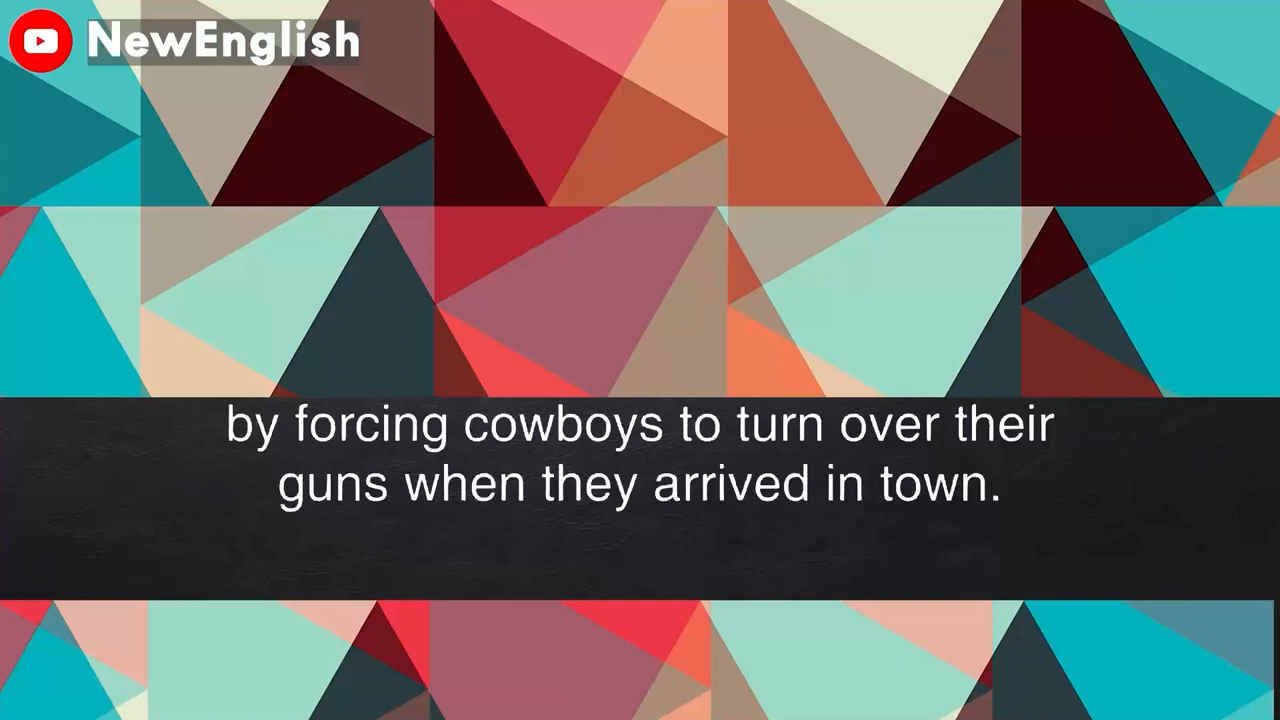 NewEnglish
by forcing cowboys to turn over their
guns when they arrived in town.